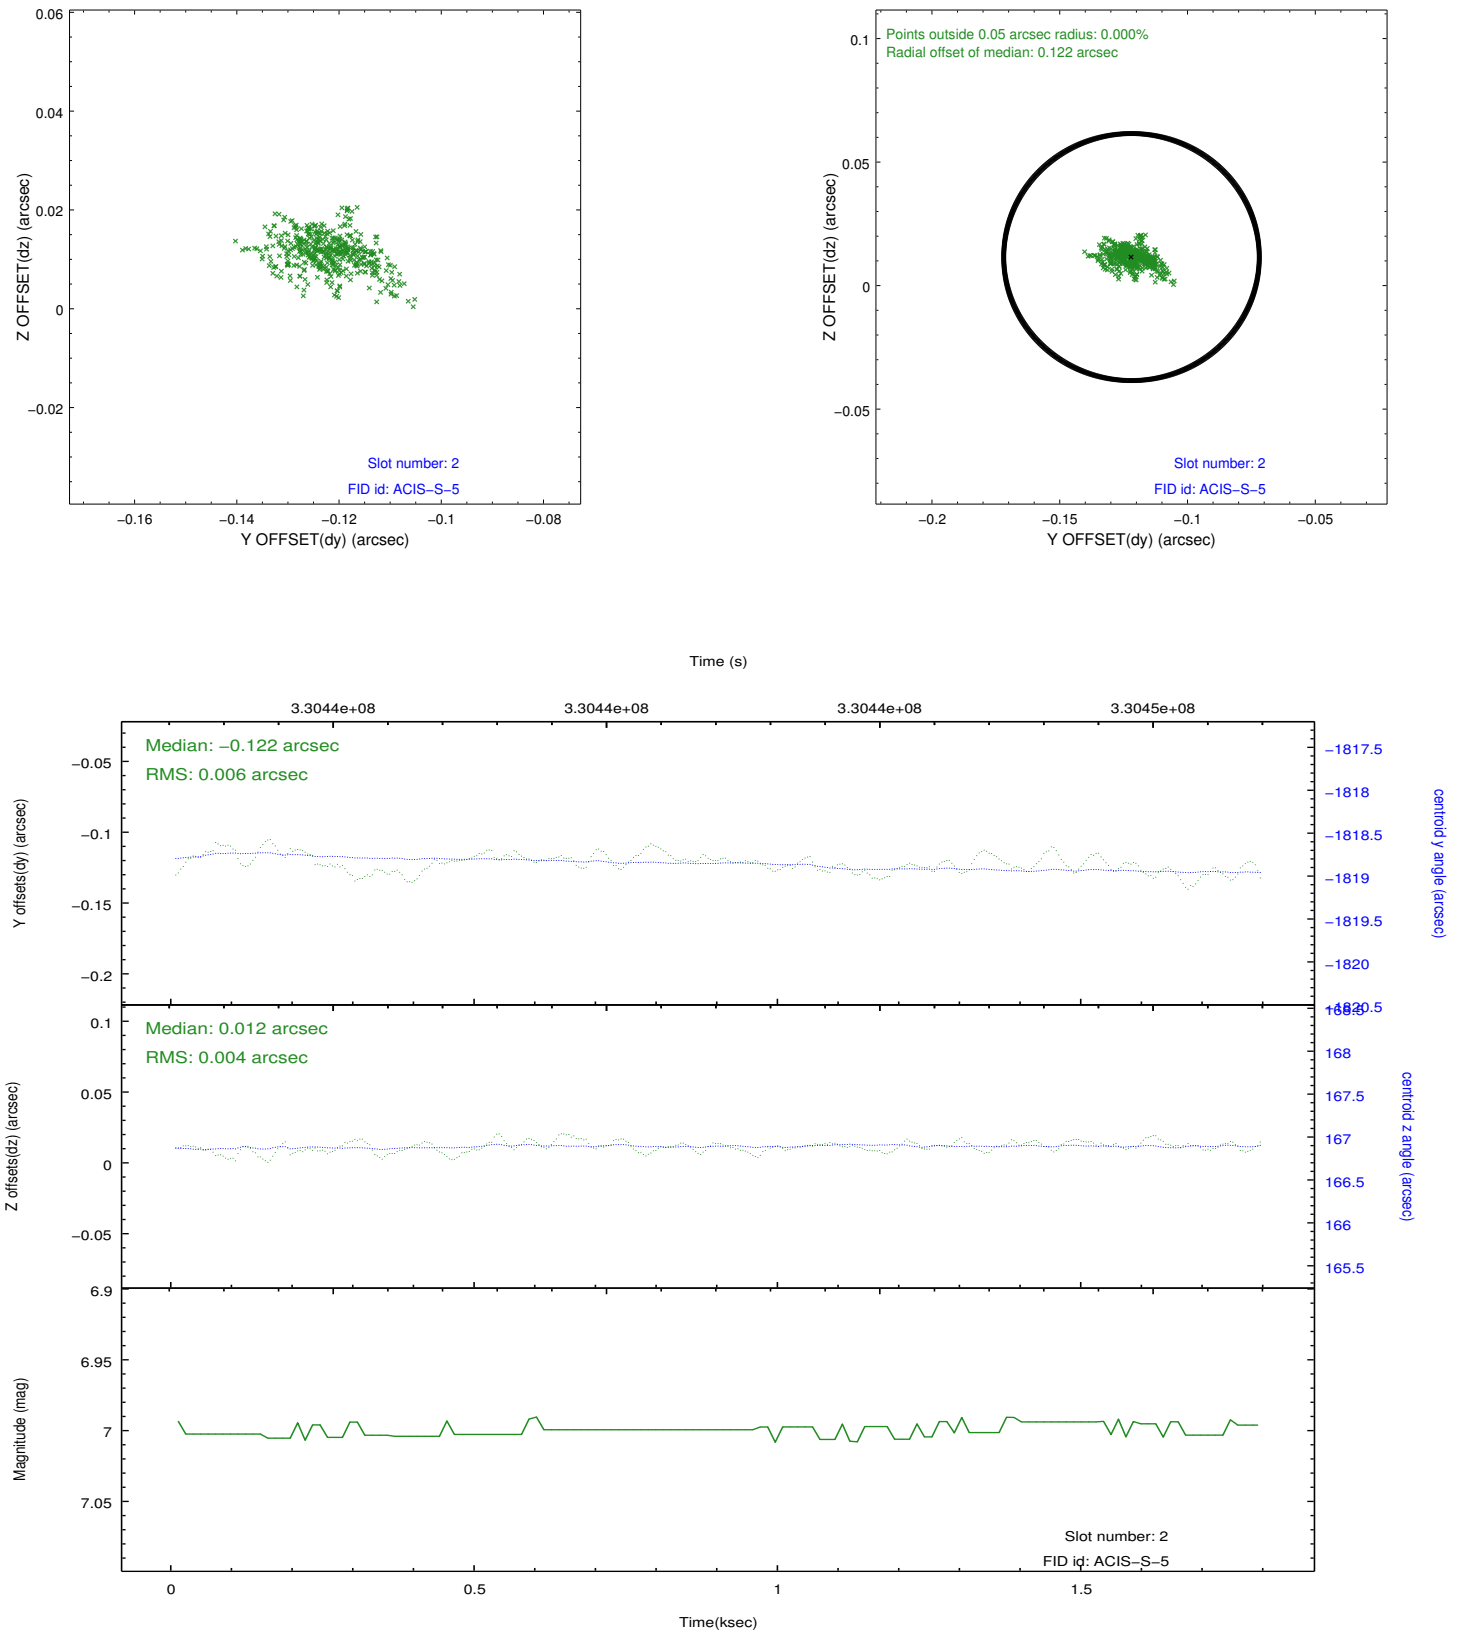 0.06
0.04
0.02
0
−0.02
Z OFFSET(dz) (arcsec)
Slot number: 2
FID id: ACIS−S−5
−0.16 −0.14 −0.12 −0.1 −0.08
Y OFFSET(dy) (arcsec)
Points outside 0.05 arcsec radius: 0.000%
Radial offset of median: 0.122 arcsec
0.1
0.05
0
−0.05
Z OFFSET(dz) (arcsec)
Slot number: 2
FID id: ACIS−S−5
−0.2 −0.15 −0.1 −0.05
Y OFFSET(dy) (arcsec)
Time (s)
3.3044e+08 3.3044e+08 3.3044e+08 3.3045e+08
Median: −0.122 arcsec
RMS: 0.006 arcsec
−0.05
−0.1
−0.15
−0.2
Y offsets(dy) (arcsec)
−1817.5
−1818
−1818.5
−1819
−1819.5
−1820
−1820.5
centroid y angle (arcsec)
Median: 0.012 arcsec
RMS: 0.004 arcsec
0.1
0.05
0
−0.05
Z offsets(dz) (arcsec)
168.5
168
167.5
167
166.5
166
165.5
centroid z angle (arcsec)
6.9
6.95
7
7.05
Magnitude (mag)
Slot number: 2
FID id: ACIS−S−5
0 0.5 1 1.5
Time(ksec)